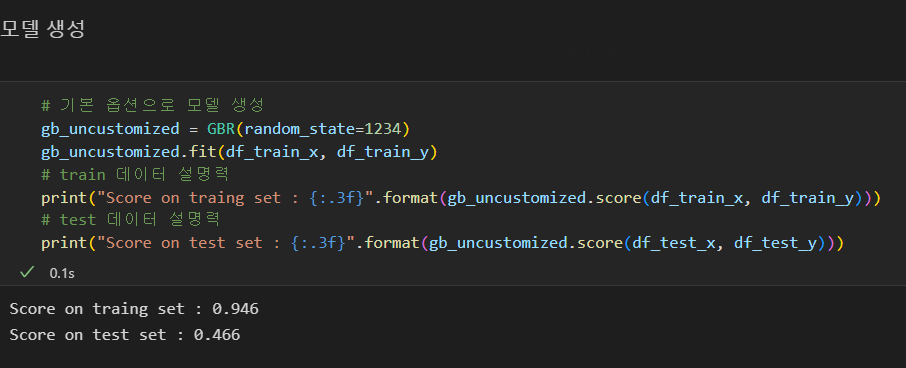 모델 생성
# 기본 옵션으로 모델 생성
gb_uncustomized = GBR(random_state=1234)
gb_uncustomized.fit(df_train_x, df_train_y)
# train 데이터 설명력
print("Score on traing set : {:.3f}".format(gb_uncustomized.score(df_train_x, df_train_y)))
# test 데이터 설명력
print("Score on test set : {:.3f}".format(gb_uncustomized.score(df_test_x, df_test_y)))
✓ 0.1s
Score on traing set : 0.946
Score on test set : 0.466